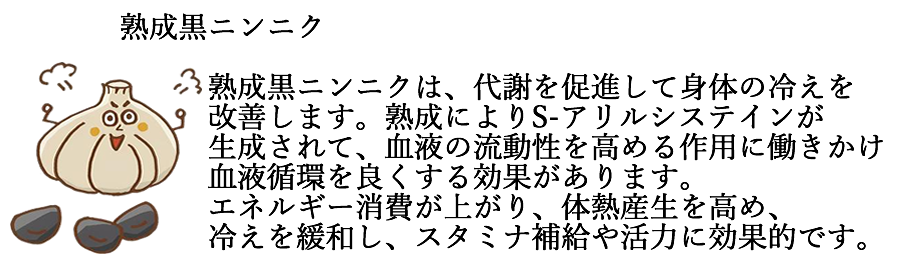 熟成黒ニンニク
熟成黒ニンニクは、代謝を促進して身体の冷えを
改善します。熟成によりS-アリルシステインが
生成されて、血液の流動性を高める作用に働きかけ
血液循環を良くする効果があります。
エネルギー消費が上がり、体熱産生を高め、
冷えを緩和し、スタミナ補給や活力に効果的です。